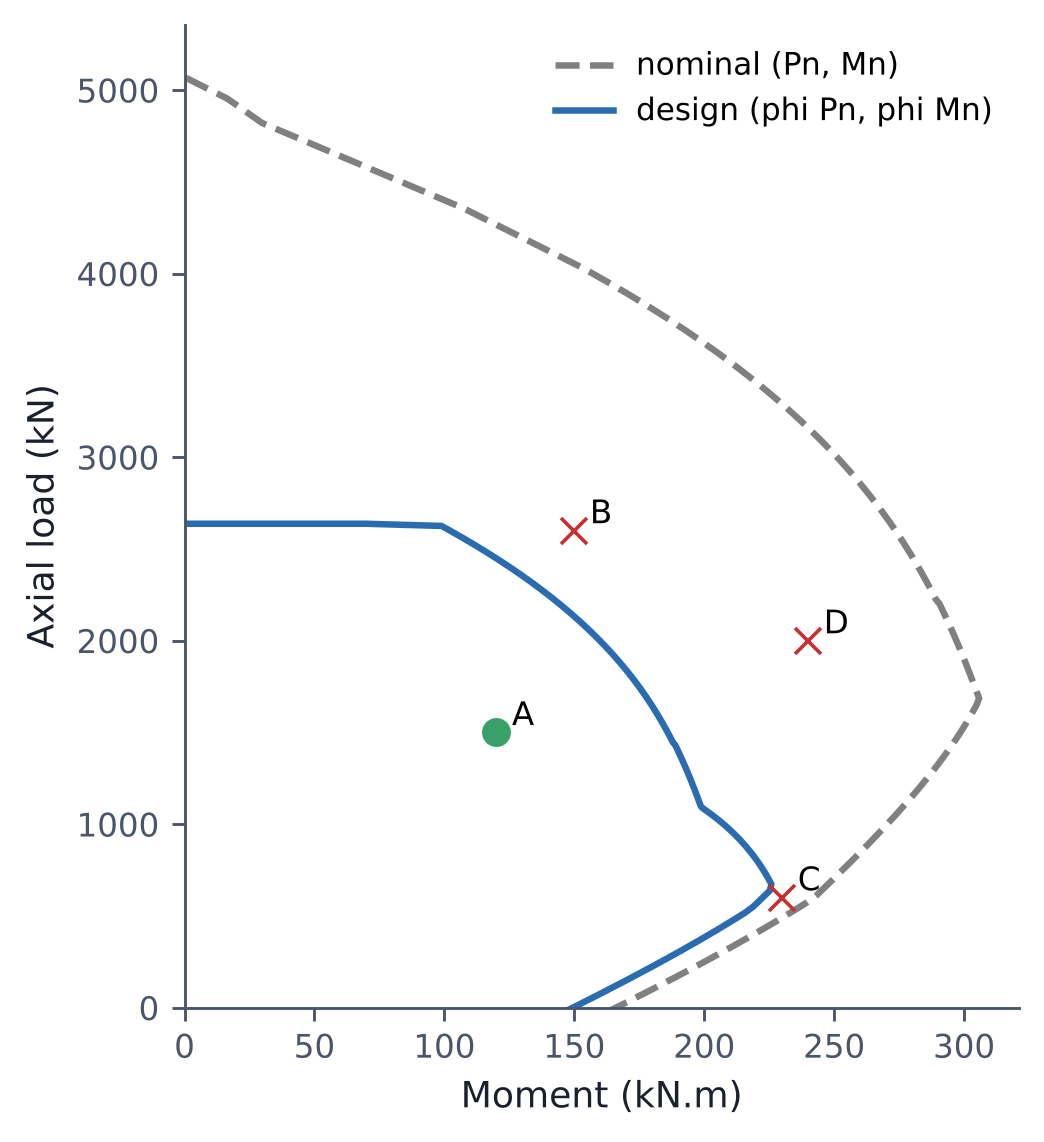 nominal (Pn, Mn)
design (phi Pn, phi Mn)
5000
4000
3000
2000
1000
0
Axial load (kN)
B
D
A
C
0 50 100 150 200 250 300
Moment (kN.m)